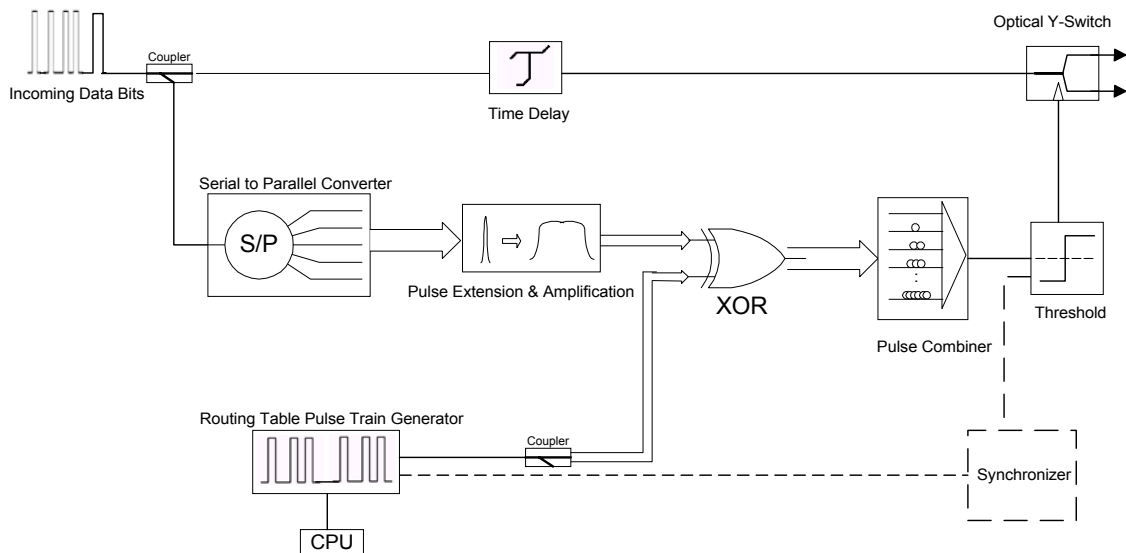 Optical Y-Switch
Coupler
Incoming Data Bits
Time Delay
Serial to Parallel Converter
S/P
Pulse Extension & Amplification
XOR
Pulse Combiner
Threshold
Routing Table Pulse Train Generator
Coupler
Synchronizer
CPU